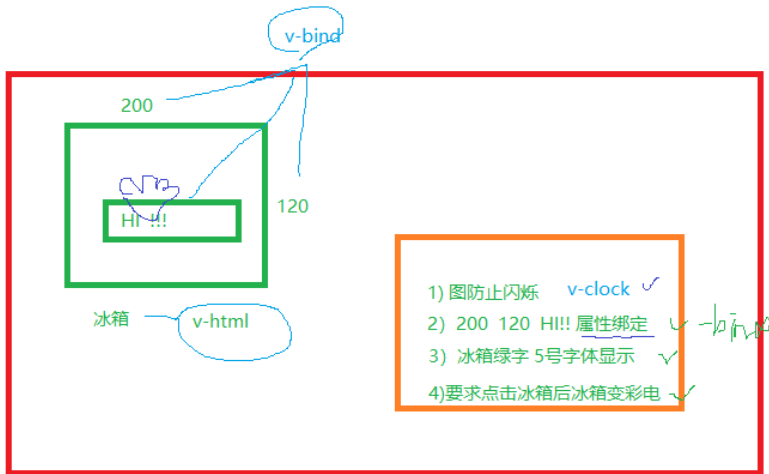 v-bind
200
120
HI !!!
冰箱
v-html
1) 图防止闪烁 v-clock
2）200 120 HI!! 属性绑定 -bind
3）冰箱绿字 5号字体显示
4)要求点击冰箱后冰箱变彩电